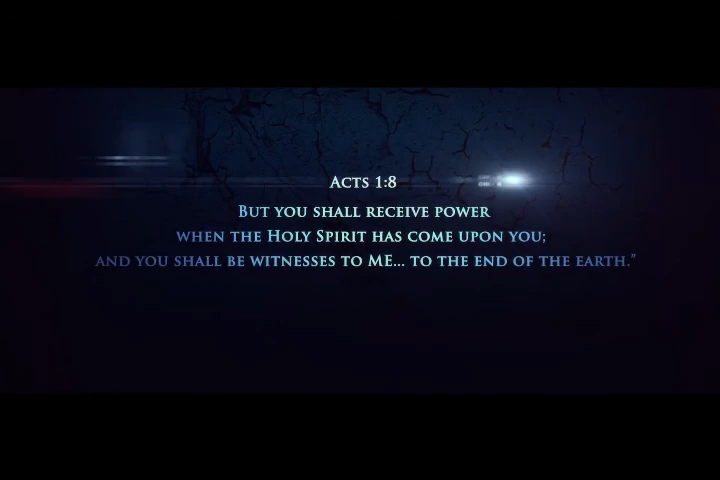 Acts 1:8
But you shall receive power
when the Holy Spirit has come upon you;
and you shall be witnesses to ME... to the end of the earth."